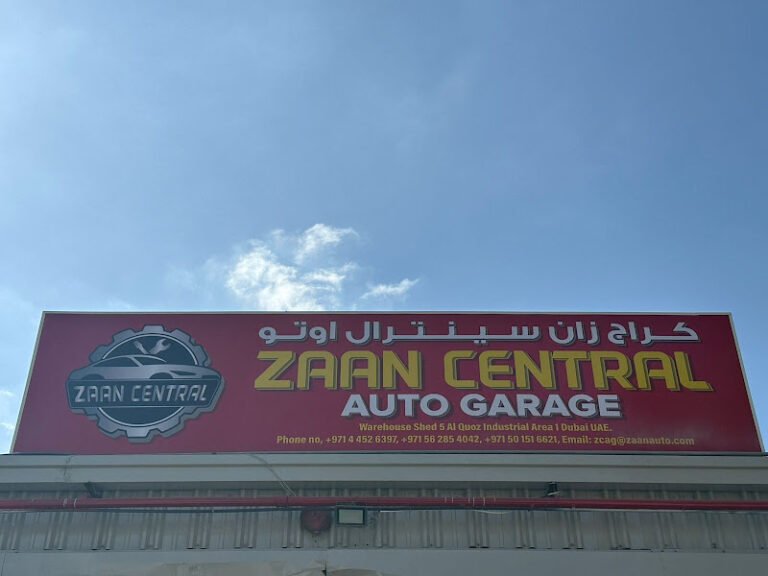 كراج زان سينترال اوتو
ZAAN CENTRAL
ZAAN CENTRAL
AUTO GARAGE
Warehouse Shed 5 Al Quoz Industrial Area I Dubai UAE.
Phone no, +971 4 452 6397, +971 56 285 4042, +971 50 151 6621, Email: zcag@zaanauto.com